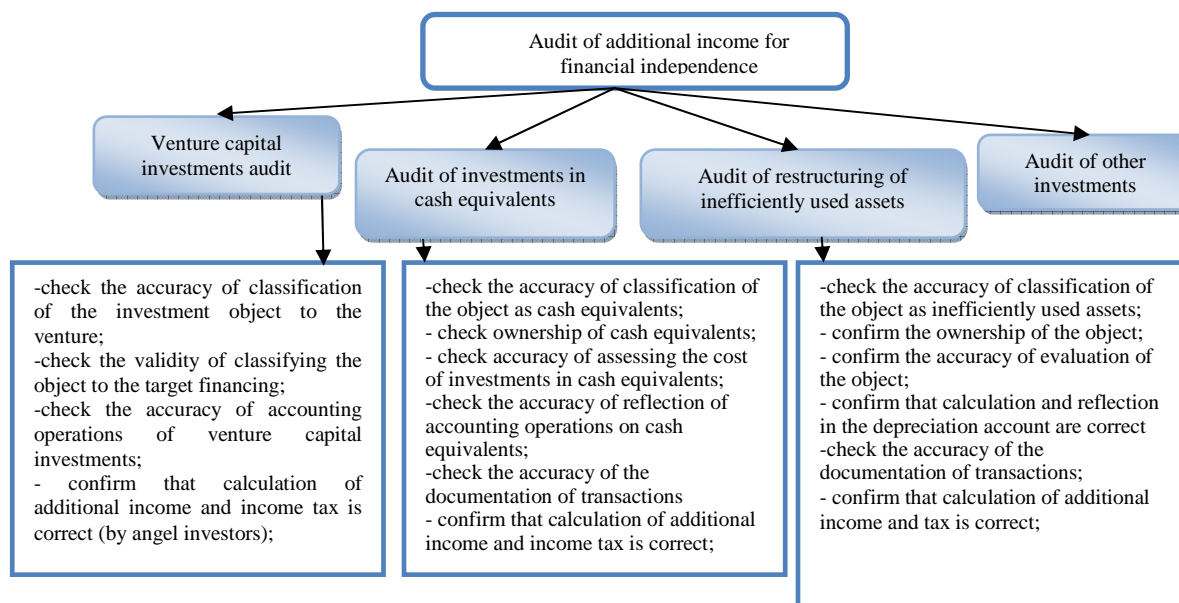 Audit of additional income for
financial independence
Venture capital
investments audit
Audit of investments in
cash equivalents
Audit of restructuring of
inefficiently used assets
Audit of other
investments
-check the accuracy of classification
of the investment object to the
venture;
-check the validity of classifying the
object to the target financing;
-check the accuracy of accounting
operations of venture capital
investments;
- confirm that calculation of
additional income and income tax is
correct (by angel investors);
-check the accuracy of classification of
the object as cash equivalents;
- check ownership of cash equivalents;
- check accuracy of assessing the cost
of investments in cash equivalents;
-check the accuracy of reflection of
accounting operations on cash
equivalents;
-check the accuracy of the
documentation of transactions
- confirm that calculation of additional
income and income tax is correct;
-check the accuracy of classification of
the object as inefficiently used assets;
- confirm the ownership of the object;
- confirm the accuracy of evaluation of
the object;
- confirm that calculation and reflection
in the depreciation account are correct
-check the accuracy of the
documentation of transactions;
- confirm that calculation of additional
income and tax is correct;